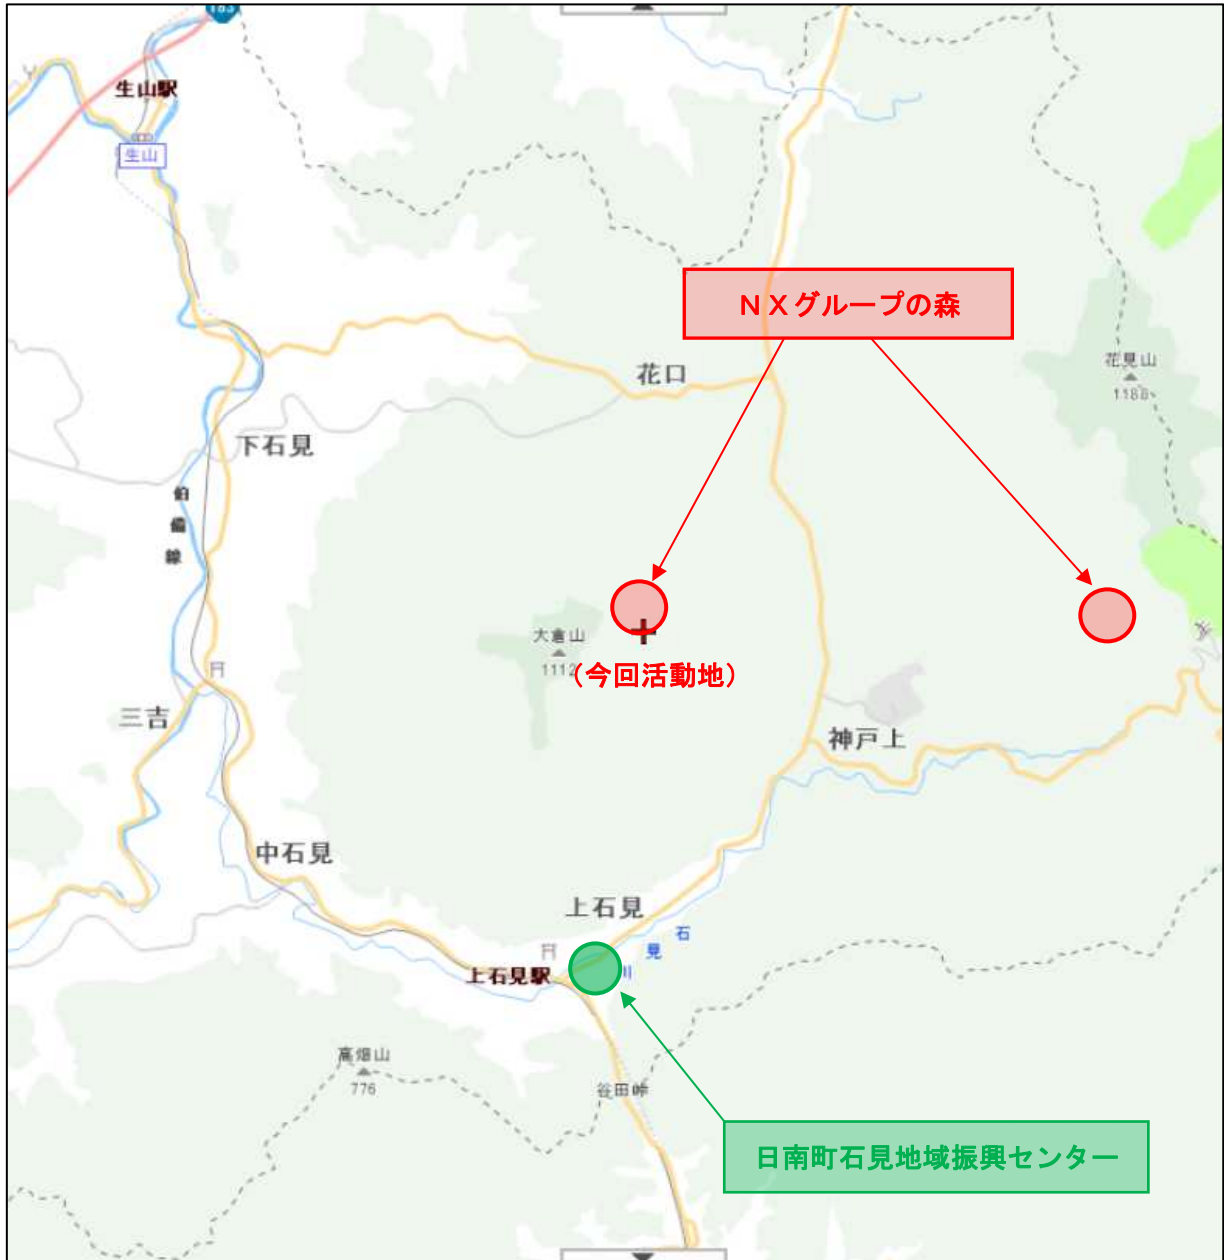 183
生山駅
生山
NXグループの森
花見山
1188
花口
下石見
伯備線
大倉山
1112
(今回活動地)
三吉
神戸上
中石見
上石見
石見川
上石見駅
高畑山
776
谷田峠
日南町石見地域振興センター